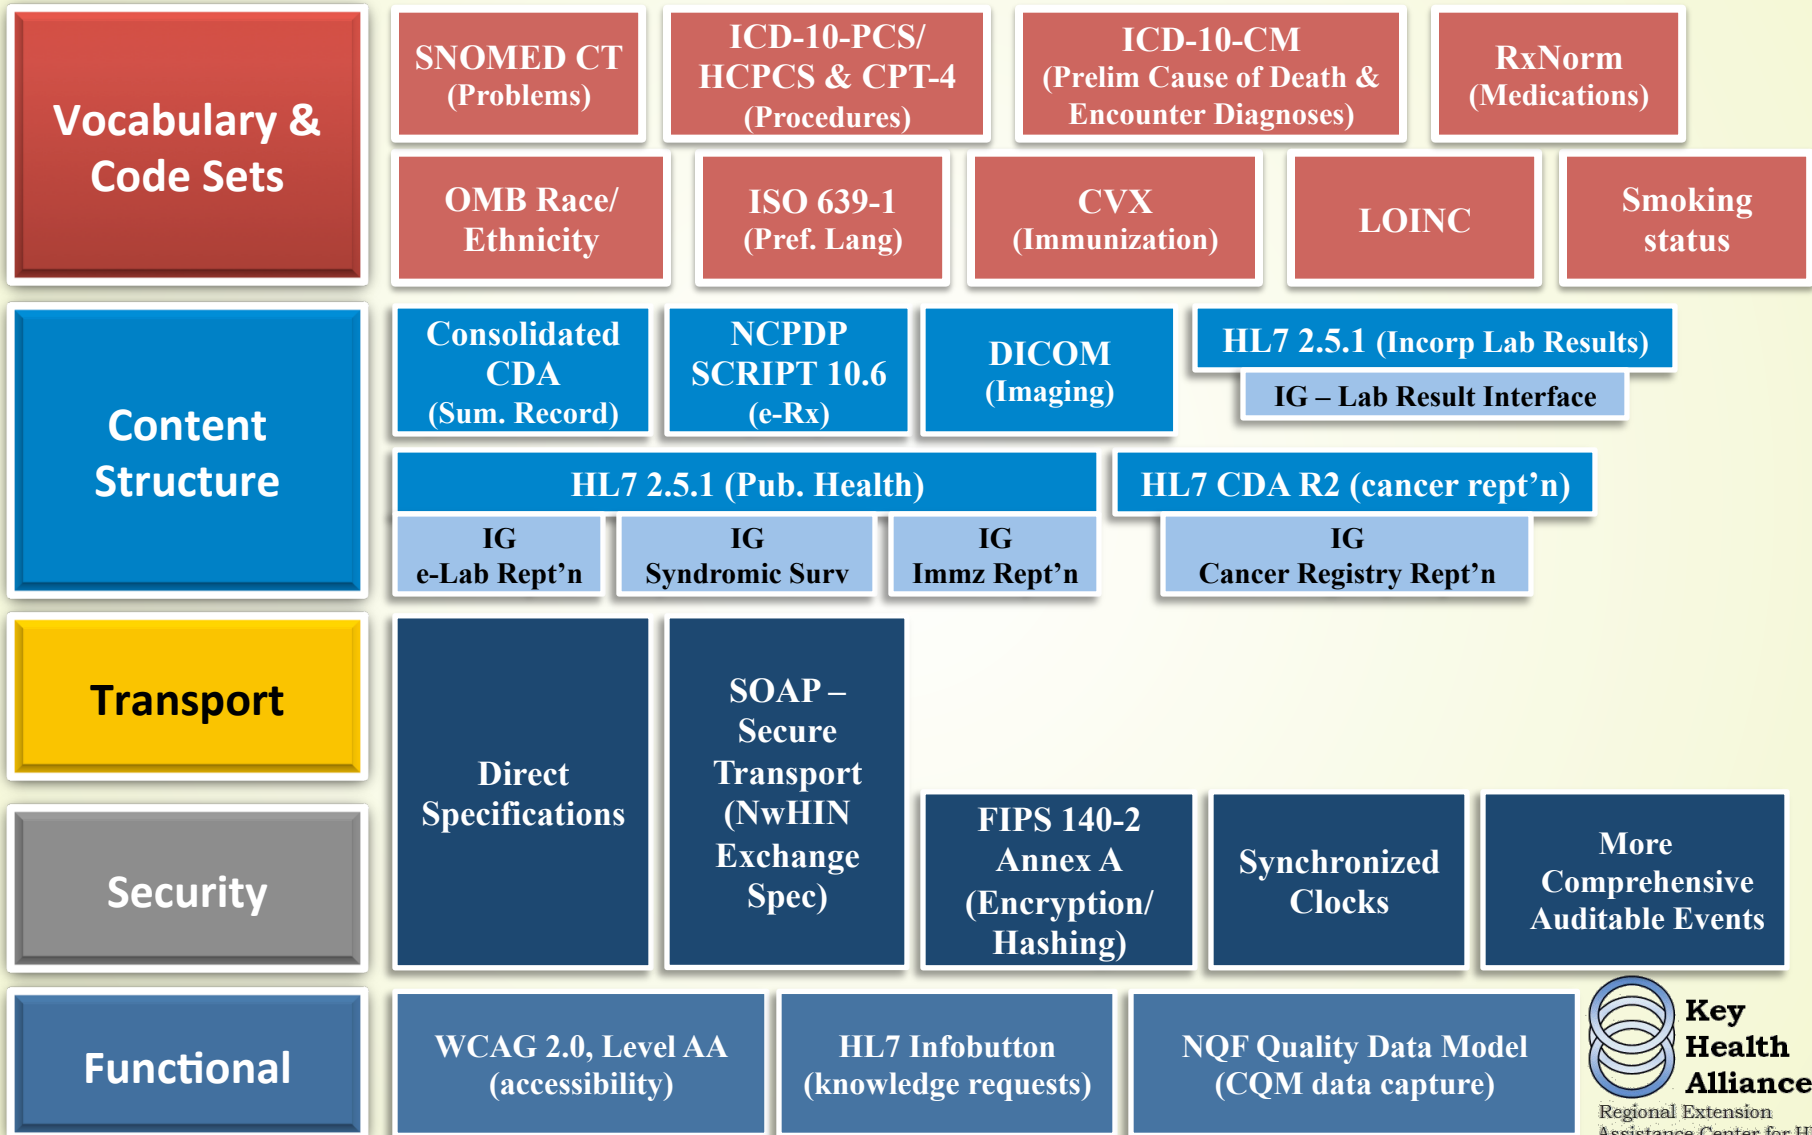 Vocabulary &
Code Sets
SNOMED CT
(Problems)
ICD-10-PCS/
HCPCS & CPT-4
(Procedures)
ICD-10-CM
(Prelim Cause of Death &
Encounter Diagnoses)
RxNorm
(Medications)
OMB Race/
Ethnicity
ISO 639-1
(Pref. Lang)
CVX
(Immunization)
LOINC
Smoking
status
Content
Structure
Consolidated
CDA
(Sum. Record)
NCPDP
SCRIPT 10.6
(e-Rx)
DICOM
(Imaging)
HL7 2.5.1 (Incorp Lab Results)
IG – Lab Result Interface
HL7 2.5.1 (Pub. Health)
IG
e-Lab Rept’n
IG
Syndromic Surv
IG
Immz Rept’n
HL7 CDA R2 (cancer rept’n)
IG
Cancer Registry Rept’n
Transport
Direct
Specifications
SOAP –
Secure
Transport
(NwHIN
Exchange
Spec)
Security
FIPS 140-2
Annex A
(Encryption/
Hashing)
Synchronized
Clocks
More
Comprehensive
Auditable Events
Functional
WCAG 2.0, Level AA
(accessibility)
HL7 Infobutton
(knowledge requests)
NQF Quality Data Model
(CQM data capture)
Key
Health
Alliance
Regional Extension
Assistance Center for